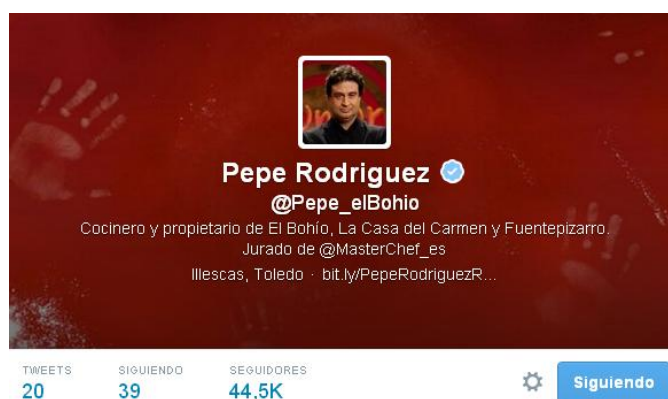 Pepe Rodriguez
@Pepe_elBohio
Cocinero y propietario de El Bohío, La Casa del Carmen y Fuentepizarro.
Jurado de @MasterChef_es
Illescas, Toledo · bit.ly/PepeRodriguezR...
TWEETS SIGUIENDO SEGUIDORES
20 39 44.5K Siguiendo